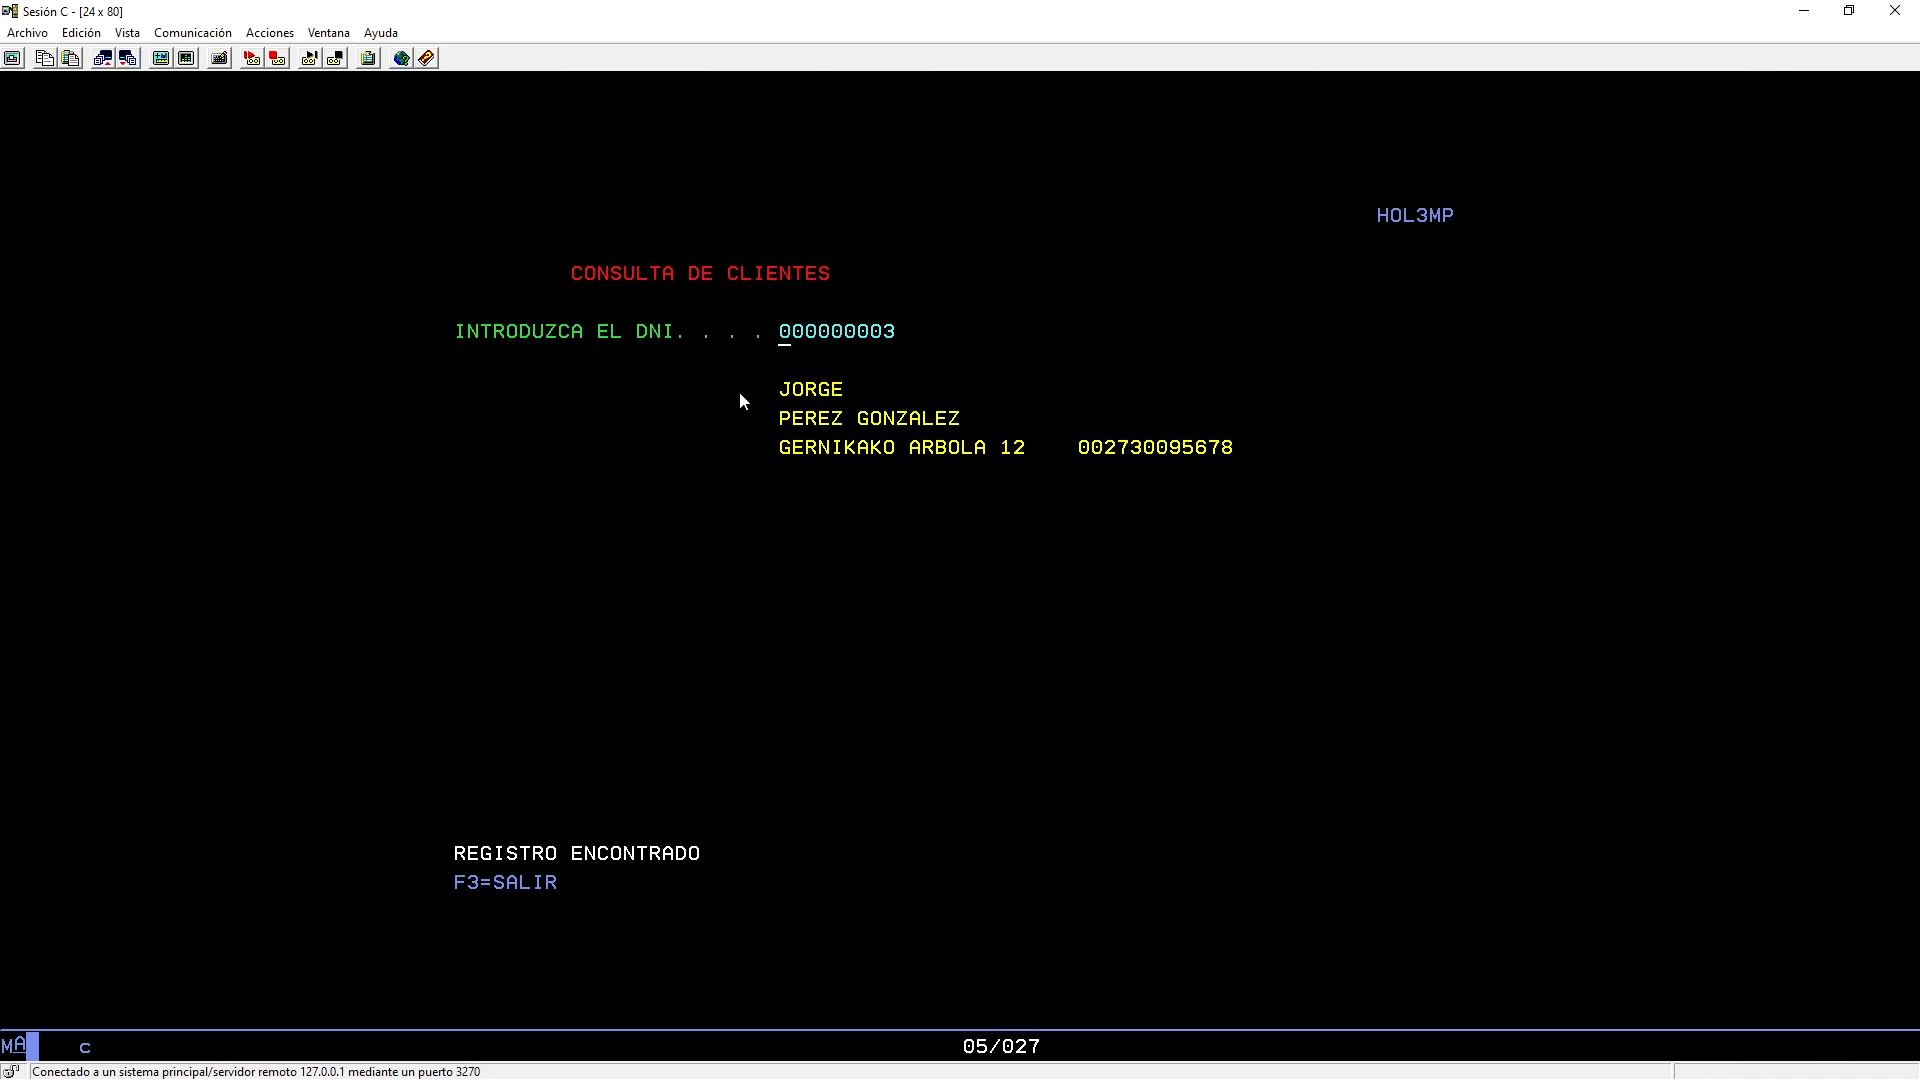 Sesión C - [24 x 80]
Archivo Edición Vista Comunicación Acciones Ventana Ayuda
HOL3MP
CONSULTA DE CLIENTES
INTRODUZCA EL DNI. . . . 000000003
JORGE
PEREZ GONZALEZ
GERNIKAKO ARBOLA 12 002730095678
REGISTRO ENCONTRADO
F3=SALIR
MA c 05/027
Conectado a un sistema principal/servidor remoto 127.0.0.1 mediante un puerto 3270